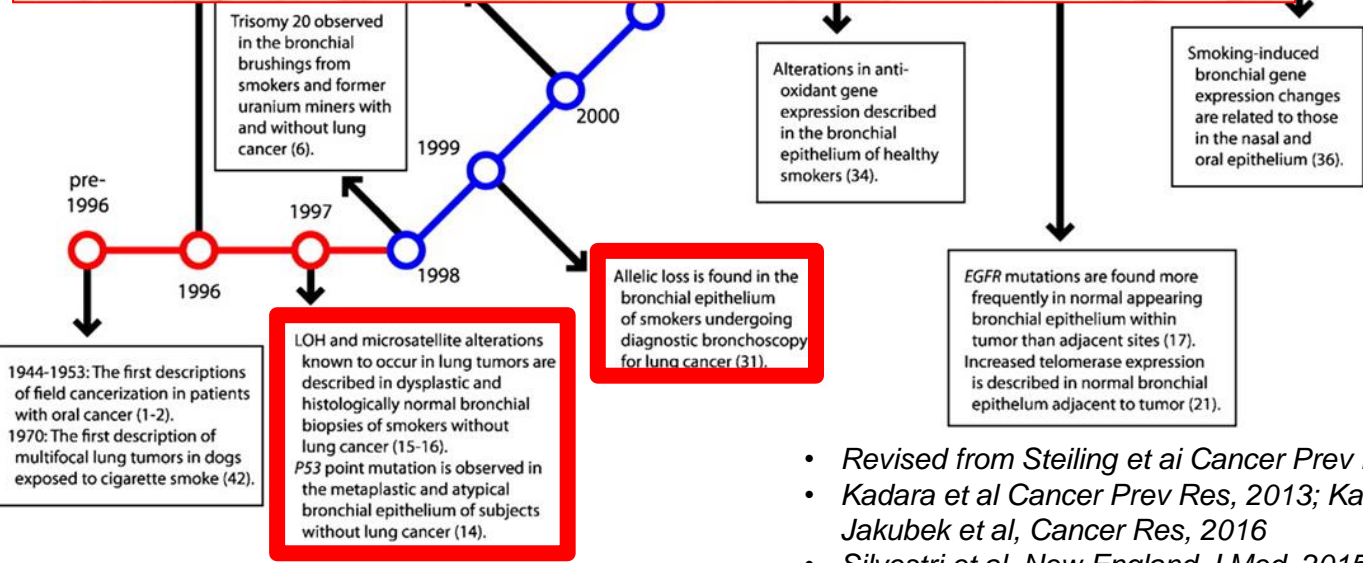 Trisomy 20 observed
in the bronchial
brushings from
smokers and former
uranium miners with
and without lung
cancer (6).
pre-
1996
1996
1997
1998
1999
2000
1944-1953: The first descriptions
of field cancerization in patients
with oral cancer (1-2).
1970: The first description of
multifocal lung tumors in dogs
exposed to cigarette smoke (42).
LOH and microsatellite alterations
known to occur in lung tumors are
described in dysplastic and
histologically normal bronchial
biopsies of smokers without
lung cancer (15-16).
P53 point mutation is observed in
the metaplastic and atypical
bronchial epithelium of subjects
without lung cancer (14).
Allelic loss is found in the
bronchial epithelium
of smokers undergoing
diagnostic bronchoscopy
for lung cancer (31).
Alterations in anti-
oxidant gene
expression described
in the bronchial
epithelium of healthy
smokers (34).
EGFR mutations are found more
frequently in normal appearing
bronchial epithelium within
tumor than adjacent sites (17).
Increased telomerase expression
is described in normal bronchial
epithelum adjacent to tumor (21).
Smoking-induced
bronchial gene
expression changes
are related to those
in the nasal and
oral epithelium (36).
• Revised from Steiling et ai Cancer Prev
• Kadara et al Cancer Prev Res, 2013; Ka
Jakubek et al, Cancer Res, 2016
• Silvestri et al, New England J Med, 2015